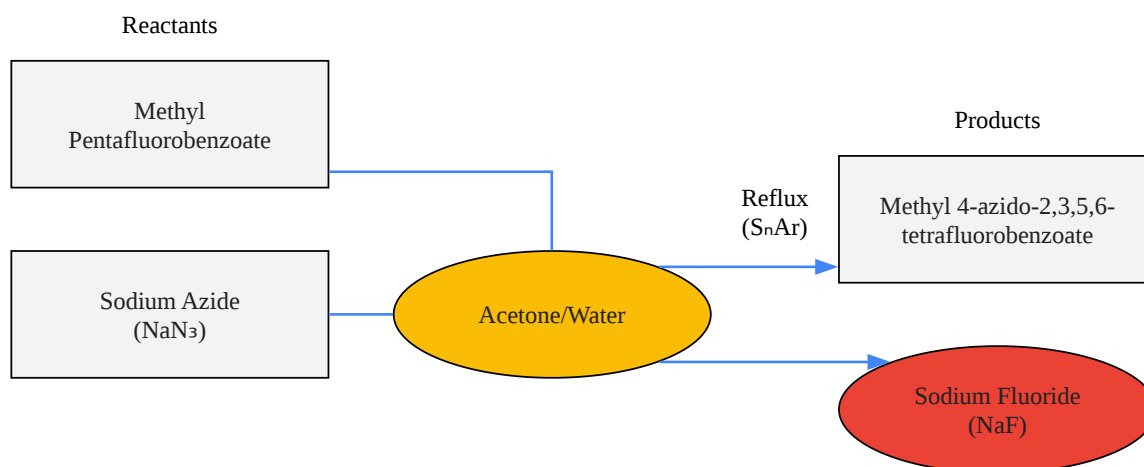 Reactants
Methyl
Pentafluorobenzoate
Sodium Azide
(NaN₃)
Acetone/Water
Reflux
(SₙAr)
Products
Methyl 4-azido-2,3,5,6-
tetrafluorobenzoate
Sodium Fluoride
(NaF)